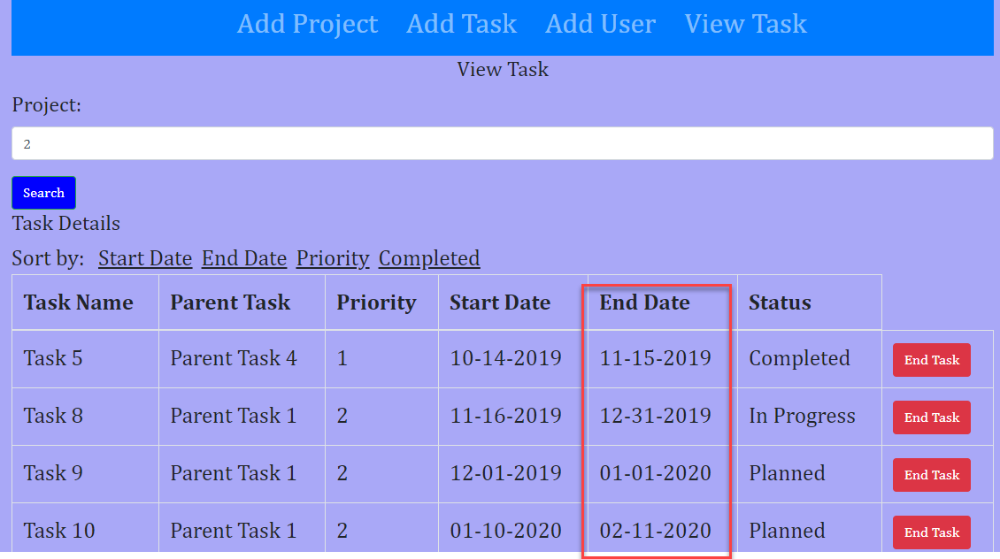 Add Project Add Task Add User View Task
View Task
Project:
2
Search
Task Details
Sort by: Start Date End Date Priority Completed
Task Name Parent Task Priority Start Date End Date Status
Task 5 Parent Task 4 1 10-14-2019 11-15-2019 Completed End Task
Task 8 Parent Task 1 2 11-16-2019 12-31-2019 In Progress End Task
Task 9 Parent Task 1 2 12-01-2019 01-01-2020 Planned End Task
Task 10 Parent Task 1 2 01-10-2020 02-11-2020 Planned End Task